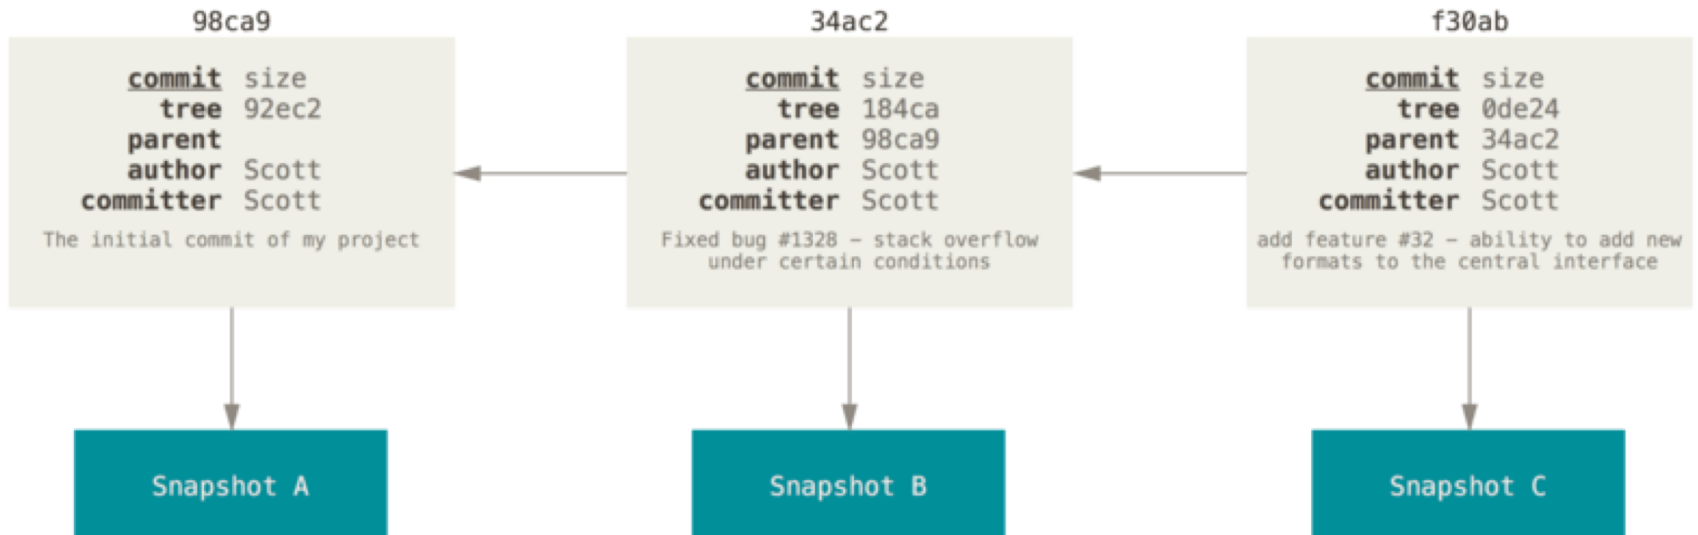 98ca9
commit size
tree 92ec2
parent
author Scott
committer Scott
The initial commit of my project
Snapshot A
34ac2
commit size
tree 184ca
parent 98ca9
author Scott
committer Scott
Fixed bug #1328 – stack overflow
under certain conditions
Snapshot B
f30ab
commit size
tree 0de24
parent 34ac2
author Scott
committer Scott
add feature #32 – ability to add new
formats to the central interface
Snapshot C